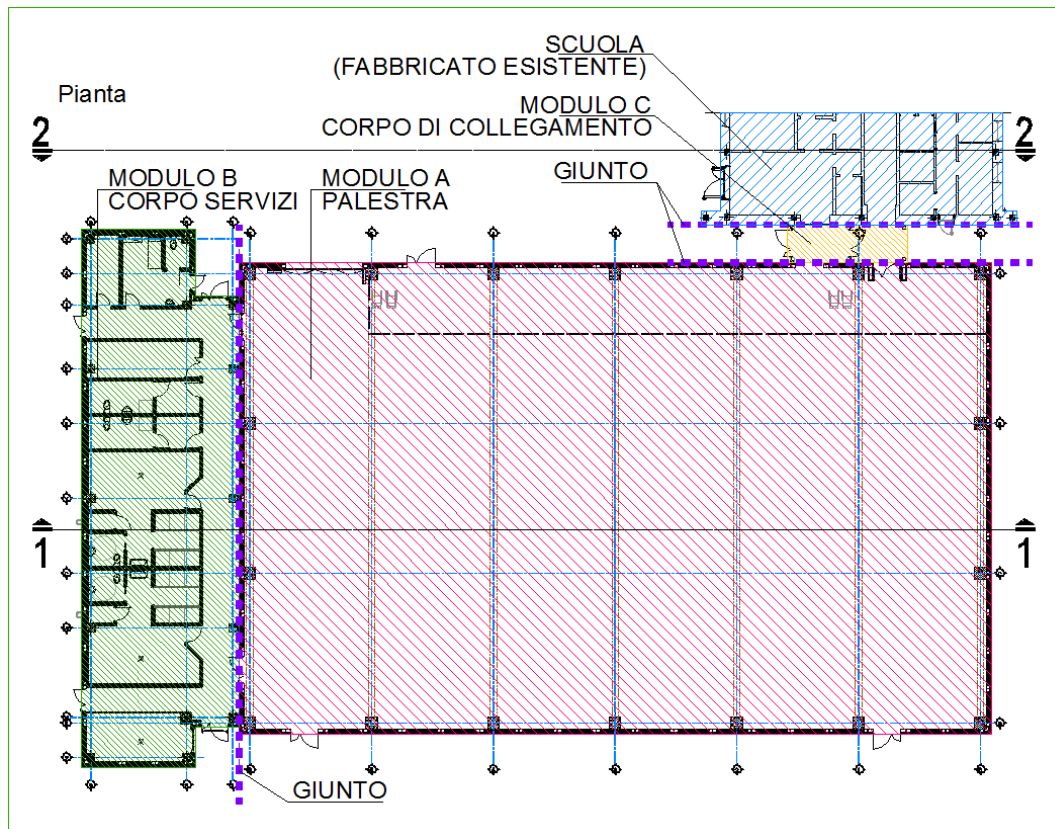 SCUOLA
(FABBRICATO ESISTENTE)
Pianta
MODULO C
CORPO DI COLLEGAMENTO
2
2
GIUNTO
MODULO B
CORPO SERVIZI
MODULO A
PALESTRA
1
1
GIUNTO